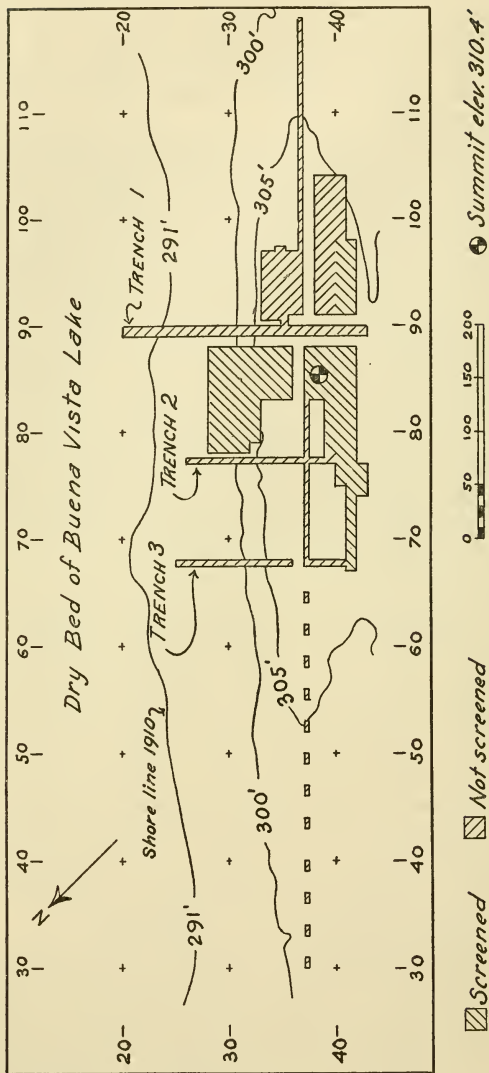 30 40 50 60 70 80 90 100 110
Dry Bed of Buena Vista Lake
N
TRENCH 1
TRENCH 2
TRENCH 3
Shore line 1910
291'
291'
300'
300'
305'
305'
20
30
40
20
30
40
30 40 50 60 70 80 90 100 110
Screened
Not screened
0 50 100 150 200
Summit elev. 310.4'